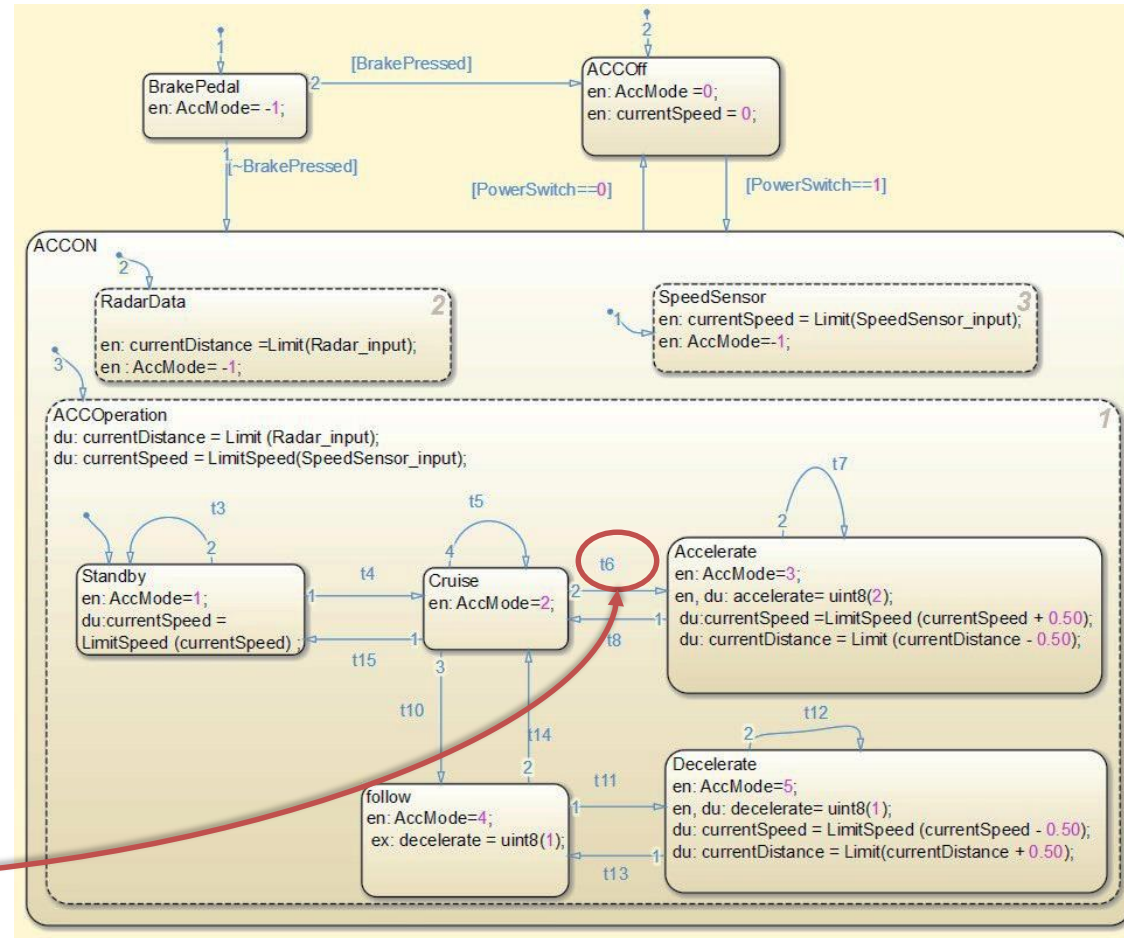 1
BrakePedal
en: AccMode= -1;
2
[BrakePressed]
2
ACCOff
en: AccMode =0;
en: currentSpeed = 0;
1
[~BrakePressed]
[PowerSwitch==0]
[PowerSwitch==1]
ACCON
2
RadarData
2
en: currentDistance =Limit(Radar_input);
en : AccMode= -1;
1
SpeedSensor
3
en: currentSpeed = Limit(SpeedSensor_input);
en: AccMode=-1;
3
ACCOperation
1
du: currentDistance = Limit (Radar_input);
du: currentSpeed = LimitSpeed(SpeedSensor_input);
t3
2
Standby
en: AccMode=1;
du:currentSpeed =
LimitSpeed (currentSpeed) ;
1
t4
t5
4
Cruise
en: AccMode=2;
1
t15
2
t6
t7
2
Accelerate
en: AccMode=3;
en, du: accelerate= uint8(2);
du:currentSpeed =LimitSpeed (currentSpeed + 0.50);
du: currentDistance = Limit (currentDistance - 0.50);
1
t8
3
t10
t14
2
follow
en: AccMode=4;
ex: decelerate = uint8(1);
1
t11
t12
2
Decelerate
en: AccMode=5;
en, du: decelerate= uint8(1);
du: currentSpeed = LimitSpeed (currentSpeed - 0.50);
du: currentDistance = Limit(currentDistance + 0.50);
1
t13